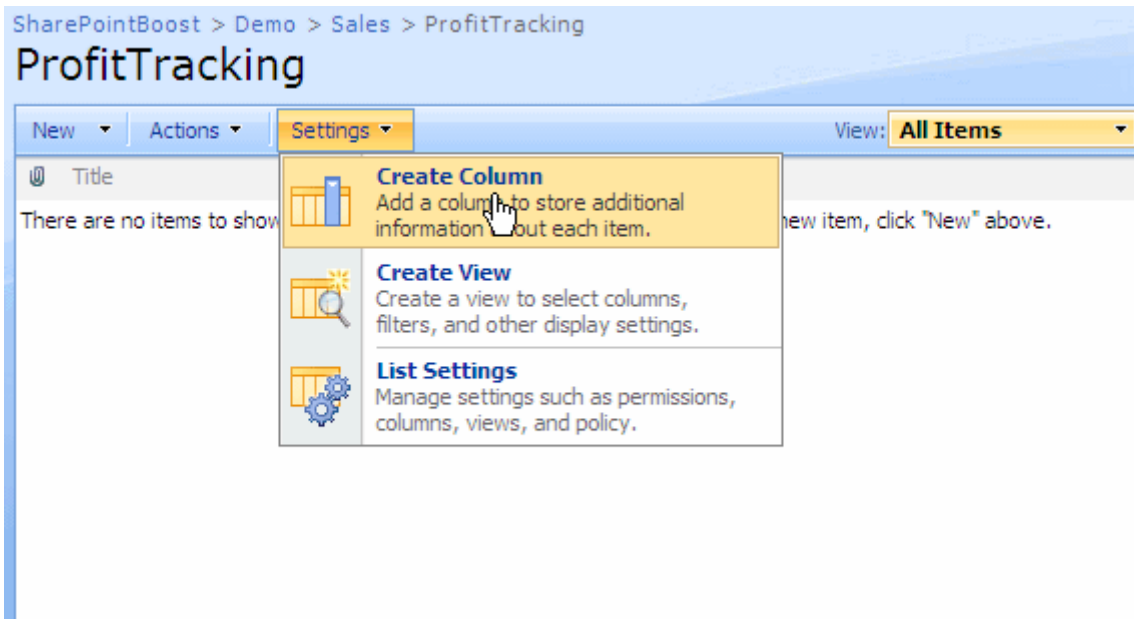 SharePointBoost > Demo > Sales > ProfitTracking
ProfitTracking
New Actions Settings View: All Items
Title
There are no items to show new item, click "New" above.
Create Column
Add a column to store additional
information about each item.
Create View
Create a view to select columns,
filters, and other display settings.
List Settings
Manage settings such as permissions,
columns, views, and policy.